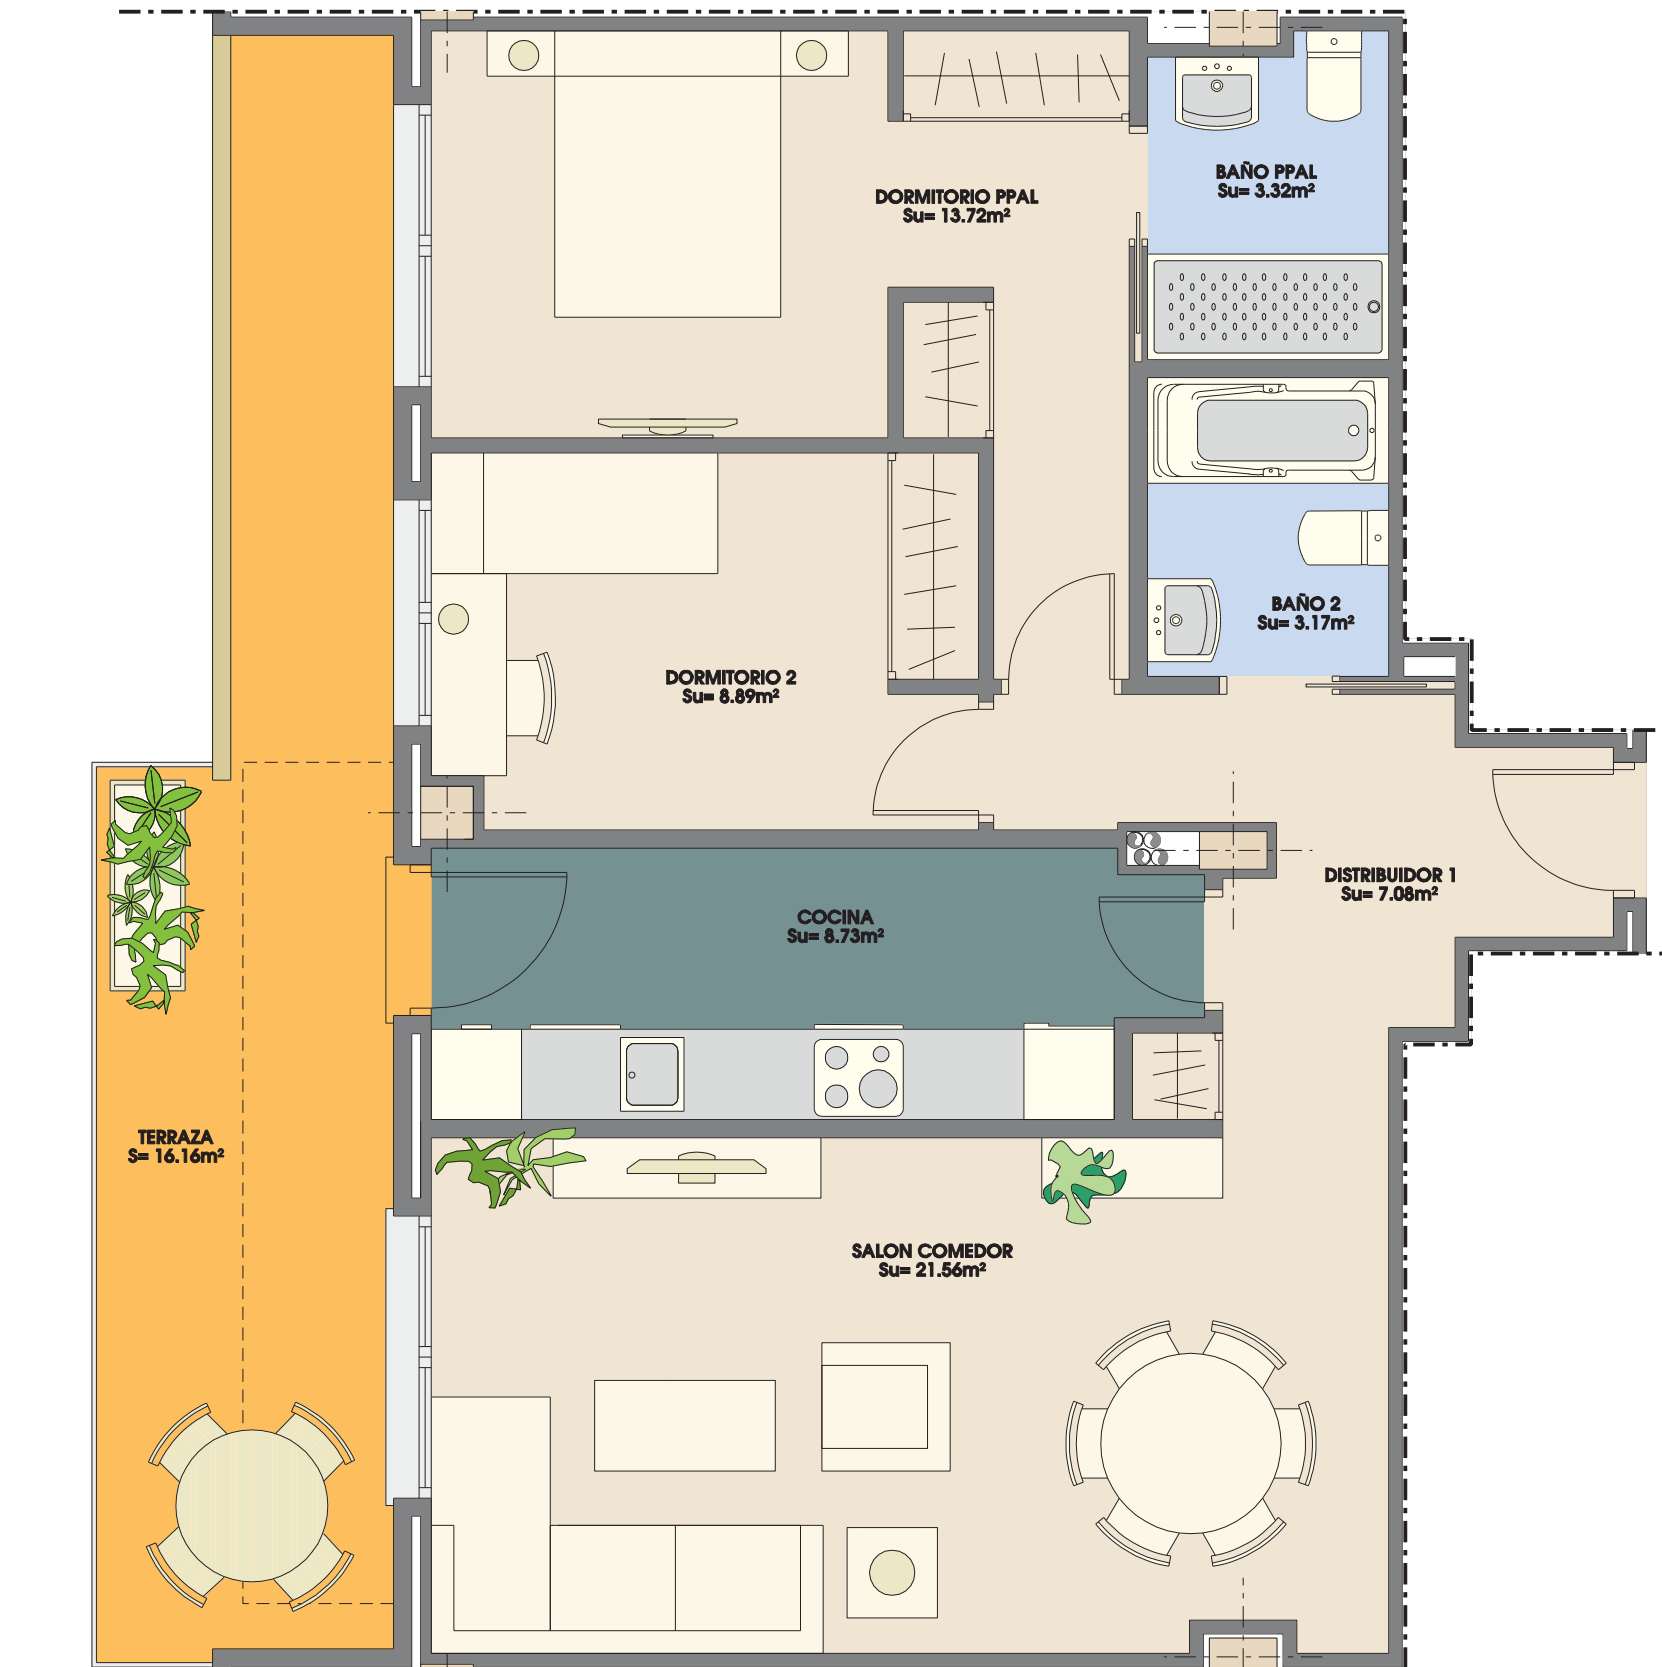 DORMITORIO PPAL
Su= 13.72m²
BAÑO PPAL
Su= 3.32m²
BAÑO 2
Su= 3.17m²
DORMITORIO 2
Su= 8.89m²
DISTRIBUIDOR 1
Su= 7.08m²
COCINA
Su= 8.73m²
TERRAZA
S= 16.16m²
SALON COMEDOR
Su= 21.56m²